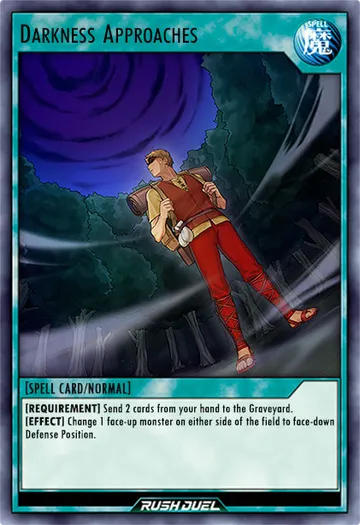 DARKNESS APPROACHES
SPELL
魔
[SPELL CARD/NORMAL]
[REQUIREMENT] Send 2 cards from your hand to the Graveyard.
[EFFECT] Change 1 face-up monster on either side of the field to face-down
Defense Position.
RUSH DUEL